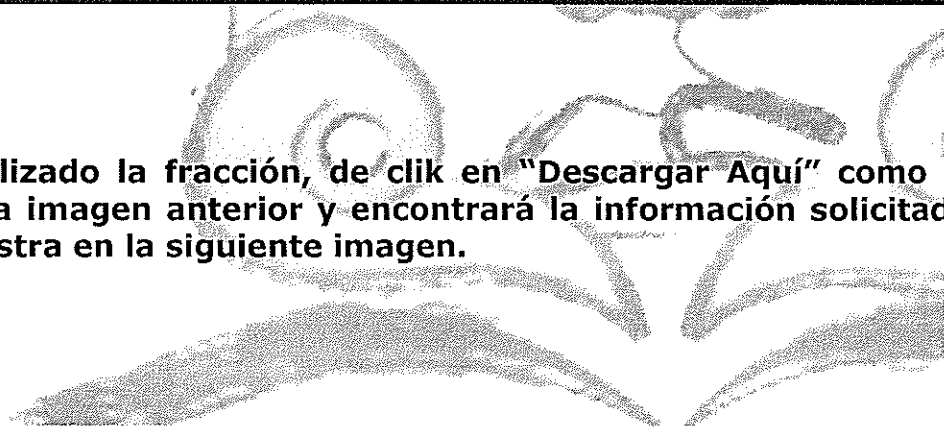 lizado la fracción, de clik en "Descargar Aquí" como
a imagen anterior y encontrará la información solicitad
stra en la siguiente imagen.